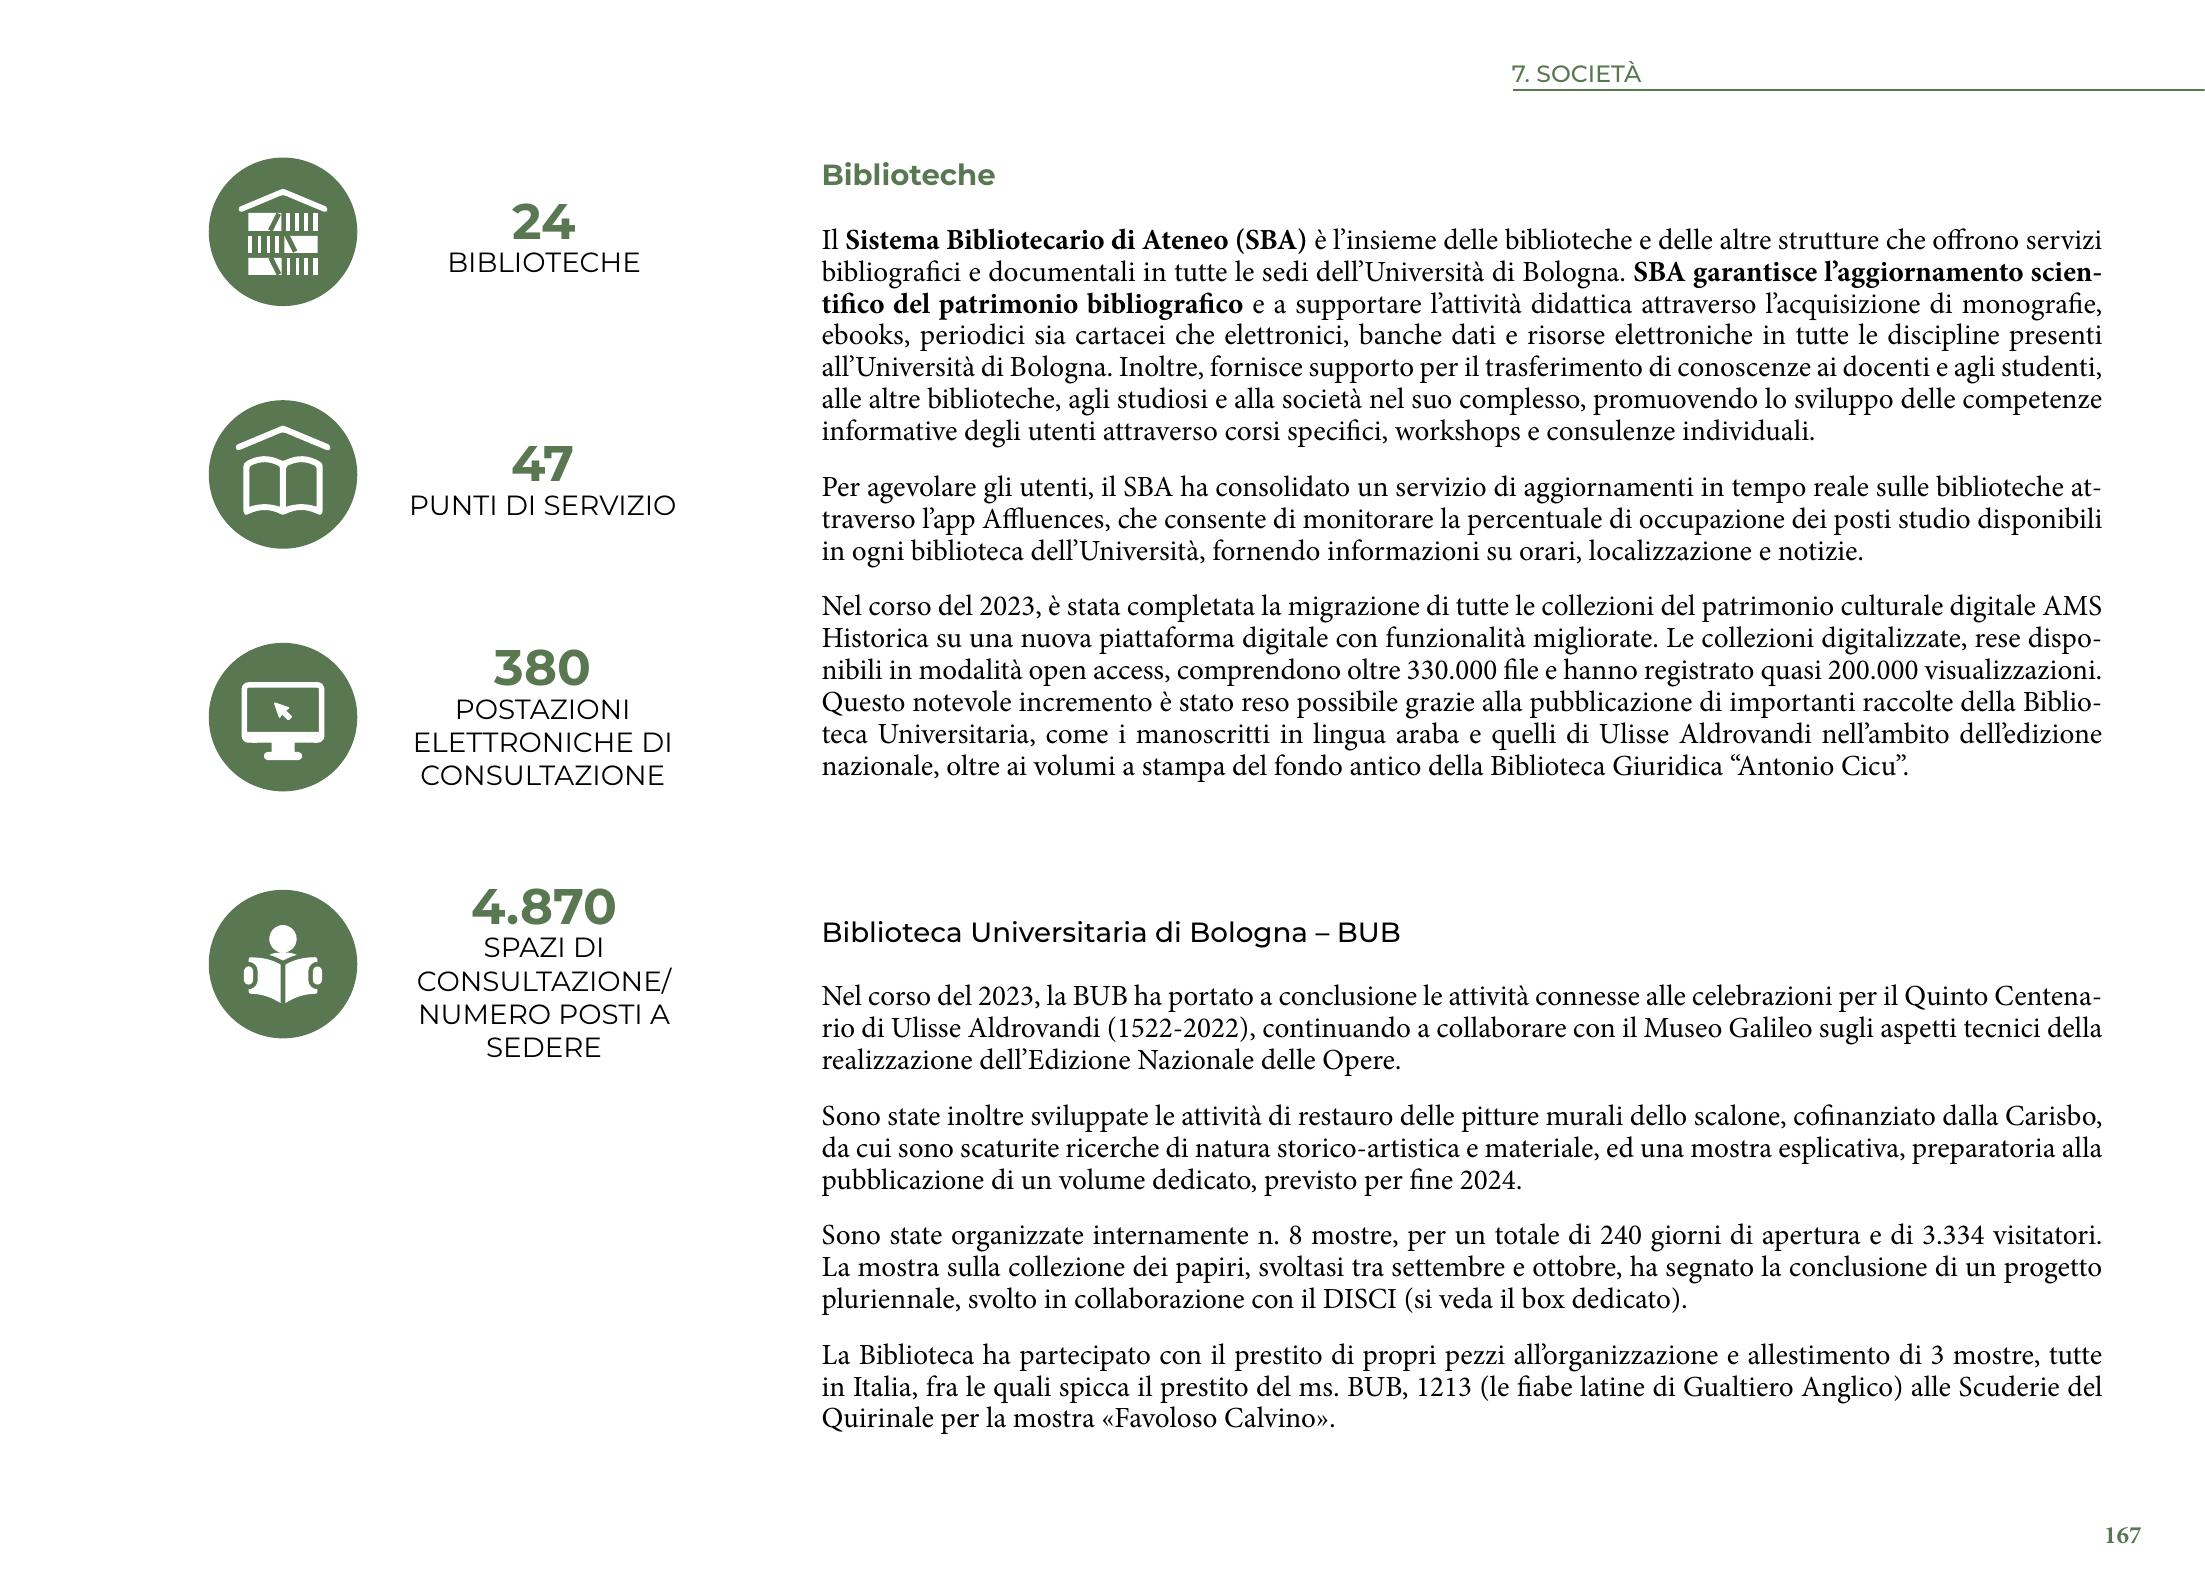 7. SOCIETÀ
24
BIBLIOTECHE
47
PUNTI DI SERVIZIO
380
POSTAZIONI
ELETTRONICHE DI
CONSULTAZIONE
4.870
SPAZI DI
CONSULTAZIONE/
NUMERO POSTI A
SEDERE
Biblioteche
Il Sistema Bibliotecario di Ateneo (SBA) è l’insieme delle biblioteche e delle altre strutture che offrono servizi
bibliografici e documentali in tutte le sedi dell’Università di Bologna. SBA garantisce l’aggiornamento scien-
tifico del patrimonio bibliografico e a supportare l’attività didattica attraverso l’acquisizione di monografie,
ebooks, periodici sia cartacei che elettronici, banche dati e risorse elettroniche in tutte le discipline presenti
all’Università di Bologna. Inoltre, fornisce supporto per il trasferimento di conoscenze ai docenti e agli studenti,
alle altre biblioteche, agli studiosi e alla società nel suo complesso, promuovendo lo sviluppo delle competenze
informative degli utenti attraverso corsi specifici, workshops e consulenze individuali.
Per agevolare gli utenti, il SBA ha consolidato un servizio di aggiornamenti in tempo reale sulle biblioteche at-
traverso l’app Affluences, che consente di monitorare la percentuale di occupazione dei posti studio disponibili
in ogni biblioteca dell’Università, fornendo informazioni su orari, localizzazione e notizie.
Nel corso del 2023, è stata completata la migrazione di tutte le collezioni del patrimonio culturale digitale AMS
Historica su una nuova piattaforma digitale con funzionalità migliorate. Le collezioni digitalizzate, rese dispo-
nibili in modalità open access, comprendono oltre 330.000 file e hanno registrato quasi 200.000 visualizzazioni.
Questo notevole incremento è stato reso possibile grazie alla pubblicazione di importanti raccolte della Biblio-
teca Universitaria, come i manoscritti in lingua araba e quelli di Ulisse Aldrovandi nell’ambito dell’edizione
nazionale, oltre ai volumi a stampa del fondo antico della Biblioteca Giuridica “Antonio Cicu”.
Biblioteca Universitaria di Bologna – BUB
Nel corso del 2023, la BUB ha portato a conclusione le attività connesse alle celebrazioni per il Quinto Centena-
rio di Ulisse Aldrovandi (1522-2022), continuando a collaborare con il Museo Galileo sugli aspetti tecnici della
realizzazione dell’Edizione Nazionale delle Opere.
Sono state inoltre sviluppate le attività di restauro delle pitture murali dello scalone, cofinanziato dalla Carisbo,
da cui sono scaturite ricerche di natura storico-artistica e materiale, ed una mostra esplicativa, preparatoria alla
pubblicazione di un volume dedicato, previsto per fine 2024.
Sono state organizzate internamente n. 8 mostre, per un totale di 240 giorni di apertura e di 3.334 visitatori.
La mostra sulla collezione dei papiri, svoltasi tra settembre e ottobre, ha segnato la conclusione di un progetto
pluriennale, svolto in collaborazione con il DISCI (si veda il box dedicato).
La Biblioteca ha partecipato con il prestito di propri pezzi all’organizzazione e allestimento di 3 mostre, tutte
in Italia, fra le quali spicca il prestito del ms. BUB, 1213 (le fiabe latine di Gualtiero Anglico) alle Scuderie del
Quirinale per la mostra «Favoloso Calvino».
167